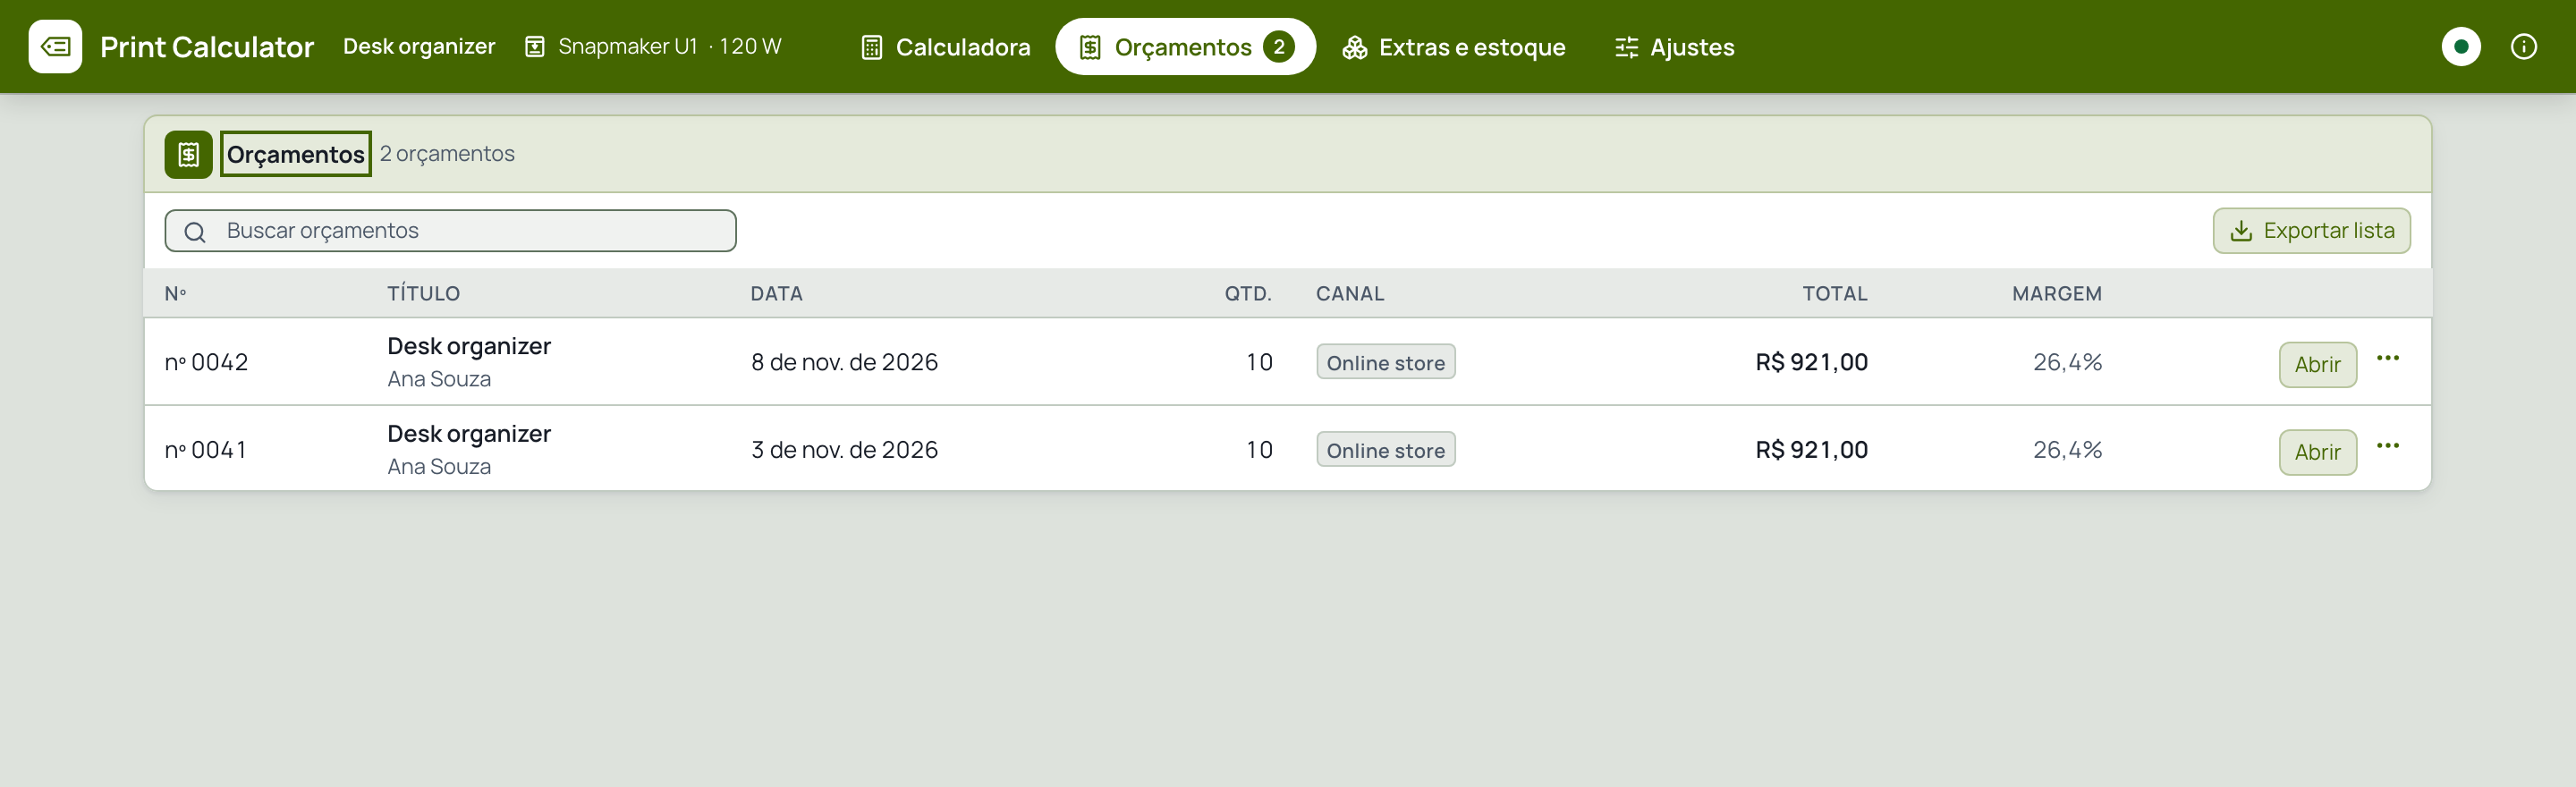 Print Calculator Desk organizer Snapmaker U1 · 120 W Calculadora Orçamentos 2 Extras e estoque Ajustes
Orçamentos 2 orçamentos
Buscar orçamentos Exportar lista
Nº TÍTULO DATA QTD. CANAL TOTAL MARGEM
nº 0042 Desk organizer 8 de nov. de 2026 10 Online store R$ 921,00 26,4% Abrir
Ana Souza
nº 0041 Desk organizer 3 de nov. de 2026 10 Online store R$ 921,00 26,4% Abrir
Ana Souza